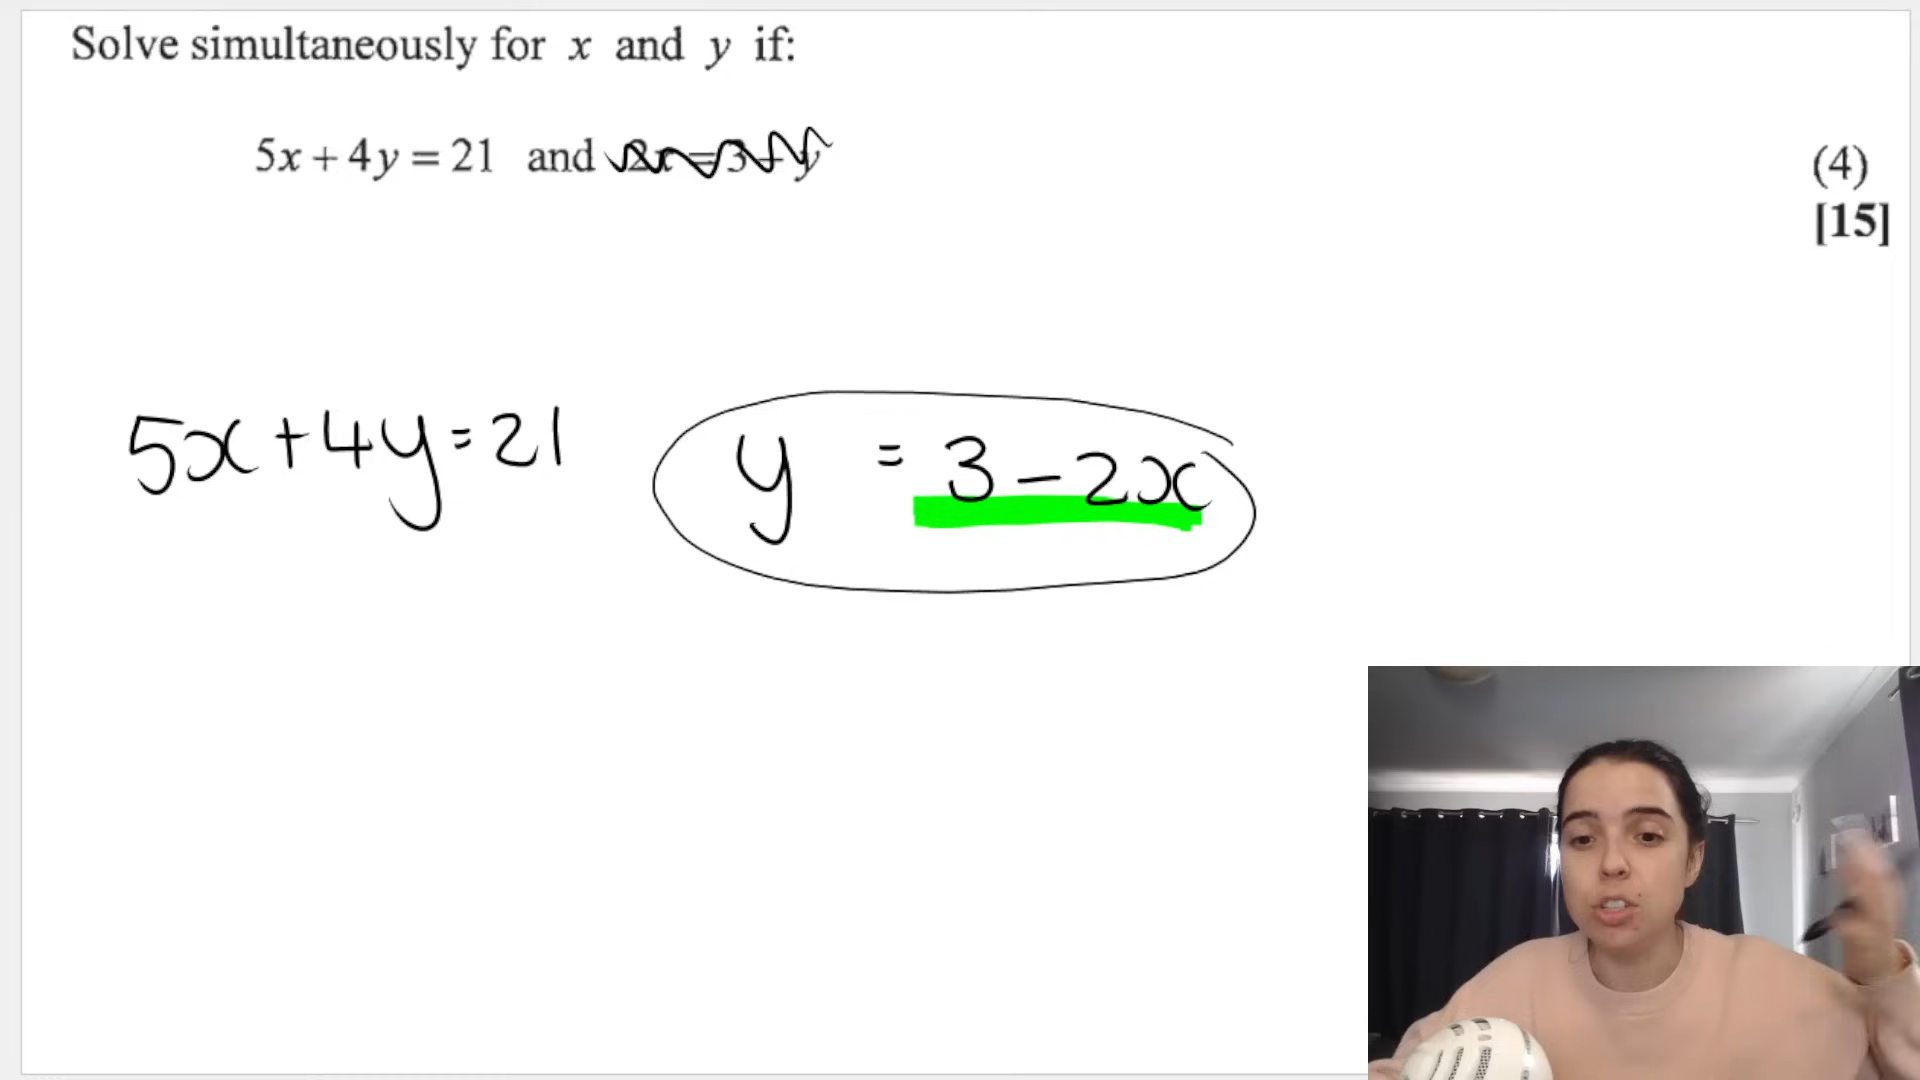 Solve simultaneously for x and y if:
5x + 4y = 21 and
(4)
[15]
5x+4y=21 y = 3-2x